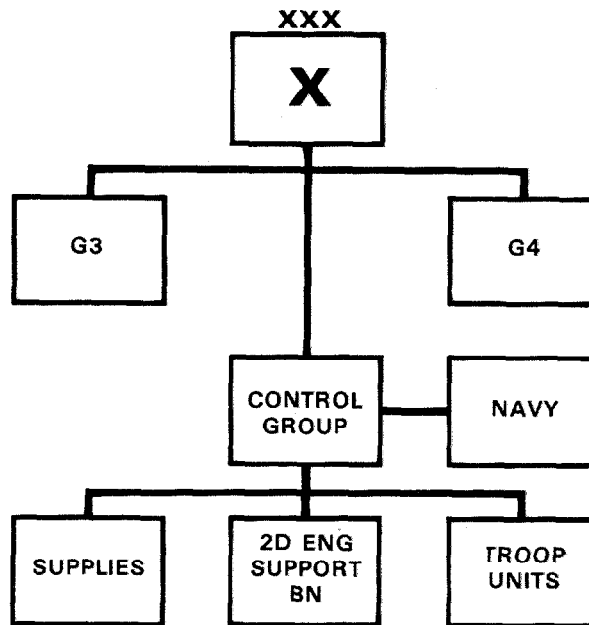 XXX
X
G3
G4
CONTROL
GROUP
NAVY
SUPPLIES
2D ENG
SUPPORT
BN
TROOP
UNITS